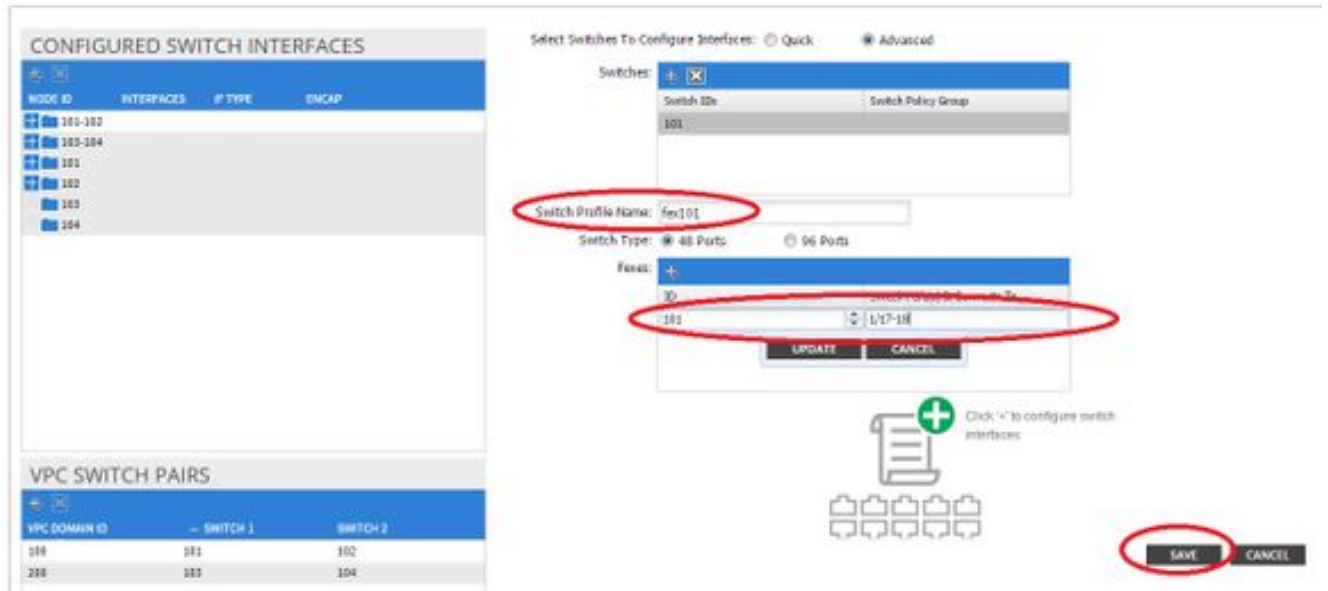 CONFIGURED SWITCH INTERFACES
NODE ID INTERFACES IF TYPE ENCAP
101-102
103-104
101
102
103
104
VPC SWITCH PAIRS
VPC DOMAIN ID SWITCH 1 SWITCH 2
100 101 102
200 103 104
Select Switches To Configure Interfaces: Quick Advanced
Switches:
Switch IDs Switch Policy Group
101
Switch Profile Name: fex101
Switch Type: 48 Ports 96 Ports
Fexes:
ID
101 1/17-18
UPDATE CANCEL
Click '+' to configure switch
interfaces
SAVE CANCEL